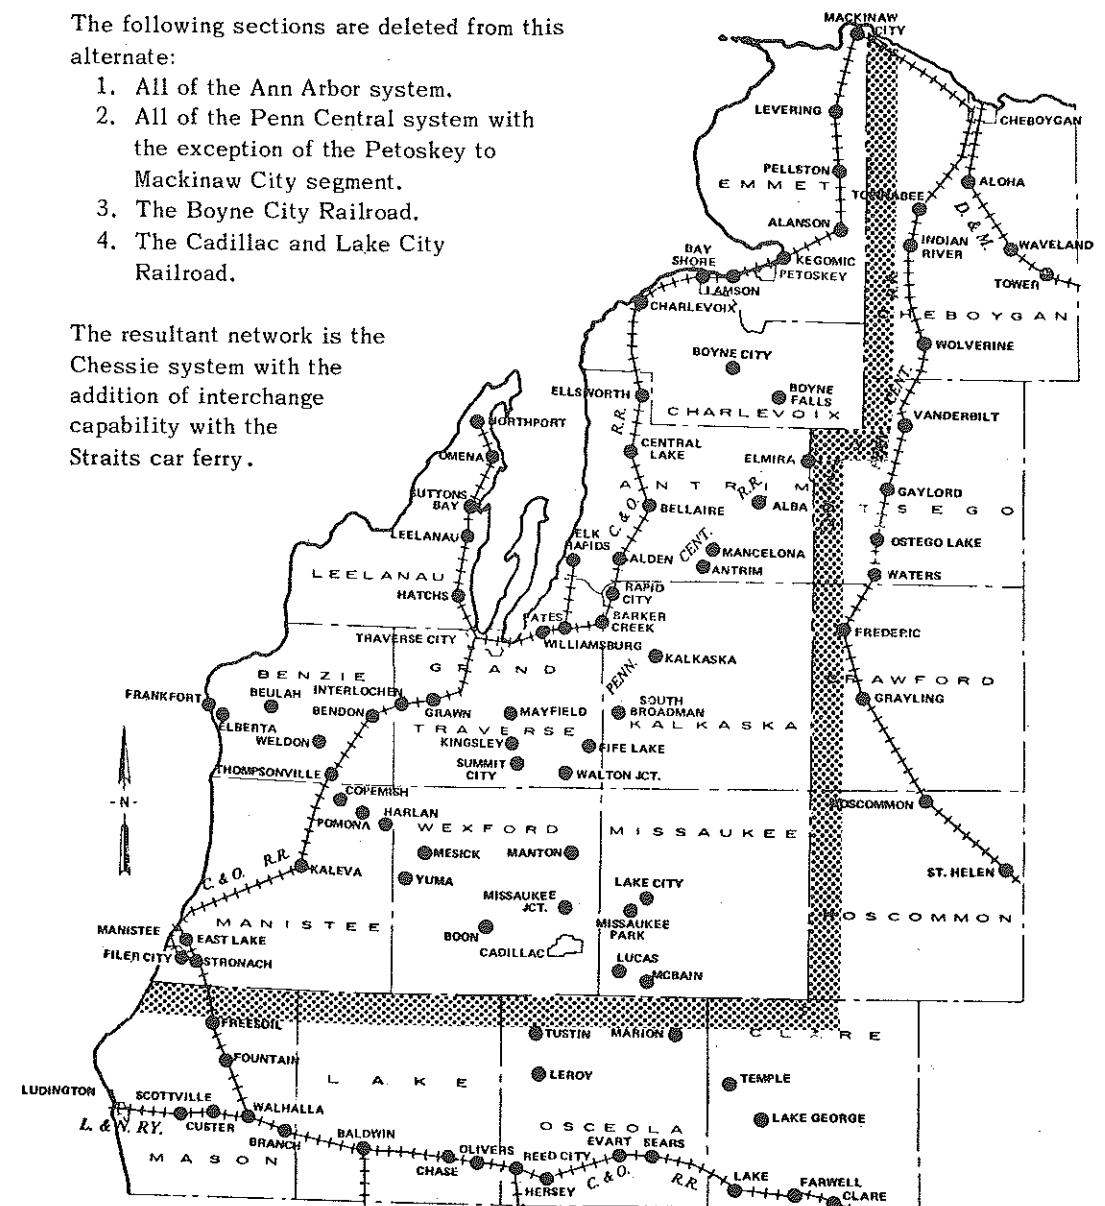 The following sections are deleted from this
alternate:
1. All of the Ann Arbor system.
2. All of the Penn Central system with
the exception of the Petoskey to
Mackinaw City segment.
3. The Boyne City Railroad.
4. The Cadillac and Lake City
Railroad.
The resultant network is the
Chessie system with the
addition of interchange
capability with the
Straits car ferry.
MACKINAW
CITY
LEVERING
CHEBOYGAN
PELLSTON
EMMET
ALOHA
TONNABEE
D. & M.
ALANSON
INDIAN
RIVER
WAVELAND
BAY
SHORE
KEGOMIC
PETOSKEY
TOWER
LAMSON
CHARLEVOIX
HEBOYGAN
WOLVERINE
BOYNE CITY
ELLSWORTH
BOYNE
FALLS
CENT.
CHARLEVOIX
VANDERBILT
R.R.
NORTHPORT
CENTRAL
LAKE
OMENA
ELMIRA
ANTRIM
R.R.
GAYLORD
SUTTONS
BAY
BELLAIRE
ALBA
TSEGO
C. & O.
LEELANAU
ELK
RAPIDS
CENT.
OSTEGO LAKE
MANCELONA
ALDEN
ANTRIM
LEELANAU
WATERS
HATCHS
RAPID
CITY
BATES
BARKER
CREEK
FREDERIC
TRAVERSE CITY
WILLIAMSBURG
KALKASKA
BENZIE
GRAND
PENN.
RAWFORD
FRANKFORT
BEULAH
INTERLOCHEN
SOUTH
BROADMAN
GRAYLING
BENDON
GRAWN
MAYFIELD
ELBERTA
TRAVERSE
KALKASKA
WELDON
KINGSLEY
FIFE LAKE
SUMMIT
CITY
THOMPSONVILLE
WALTON JCT.
COPEMISH
-N-
HARLAN
ROSCOMMON
POMONA
WEXFORD
MISSAUKEE
MESICK
MANTON
C. & O.
R.R.
KALEVA
ST. HELEN
YUMA
LAKE CITY
MISSAUKEE
JCT.
MANISTEE
MISSAUKEE
PARK
ROSCOMMON
MANISTEE
EAST LAKE
BOON
CADILLAC
FILER CITY
STRONACH
LUCAS
MCBAIN
FREESOIL
TUSTIN
MARION
CLARE
FOUNTAIN
LAKE
LEROY
TEMPLE
LUDINGTON
SCOTTVILLE
WALHALLA
LAKE GEORGE
L. & N. RY.
CUSTER
BRANCH
OSCEOLA
BALDWIN
EVART
SEARS
OLIVERS
REED CITY
MASON
CHASE
C. & O.
R.R.
LAKE
HERSEY
FARWELL
CLARE